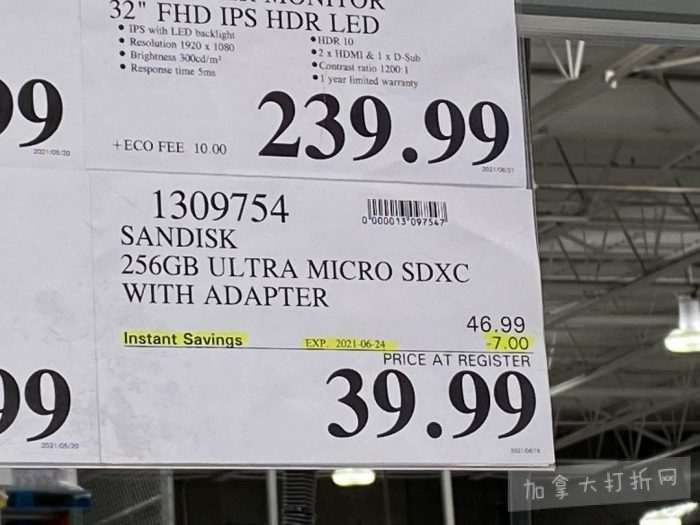 32" FHD IPS HDR LED
• IPS with LED backlight
• Resolution 1920 x 1080
• Brightness 300cd/m²
• Response time 5ms
• HDR 10
• 2 x HDMI & 1 x D-Sub
• Contrast ratio 1200:1
• 1 year limited warranty
+ECO FEE 10.00
239.99
99
1309754
0"000013"097547
SANDISK
256GB ULTRA MICRO SDXC
WITH ADAPTER
46.99
Instant Savings EXP. 2021-06-24 -7.00
PRICE AT REGISTER
39.99
99
加拿大打折网